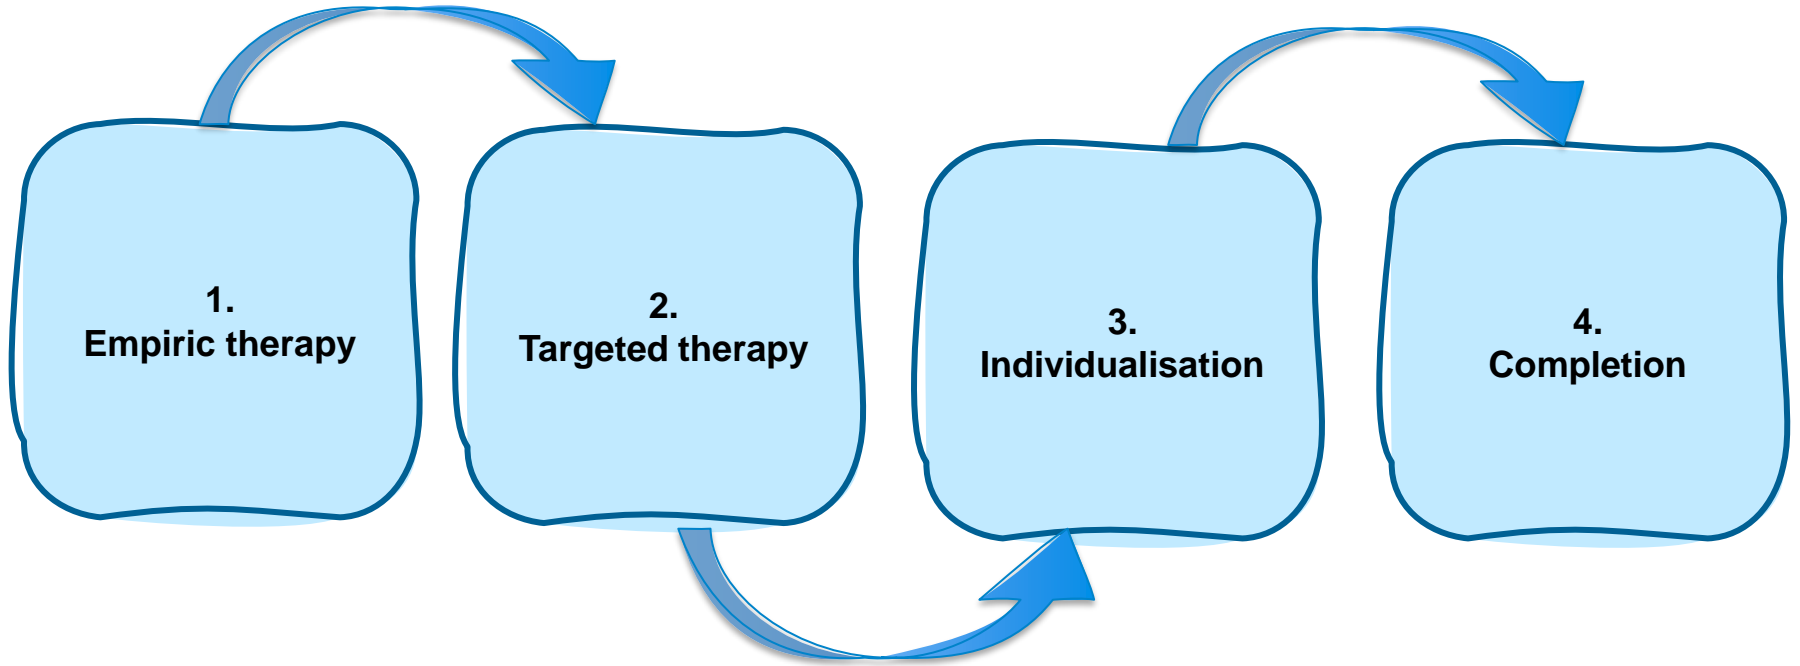 1.
Empiric therapy
2.
Targeted therapy
3.
Individualisation
4.
Completion